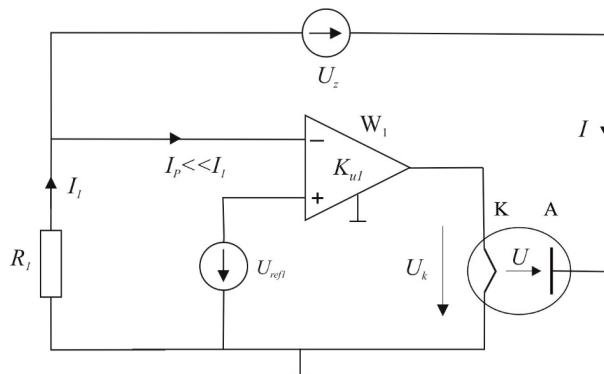 U_z
W_1
−
I_P<<I_1
K_u1
I
I_1
+
K A
R_1
U_ref1
U_k
U